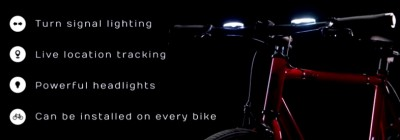 Turn signal lighting
Live location tracking
Powerful headlights
Can be installed on every bike